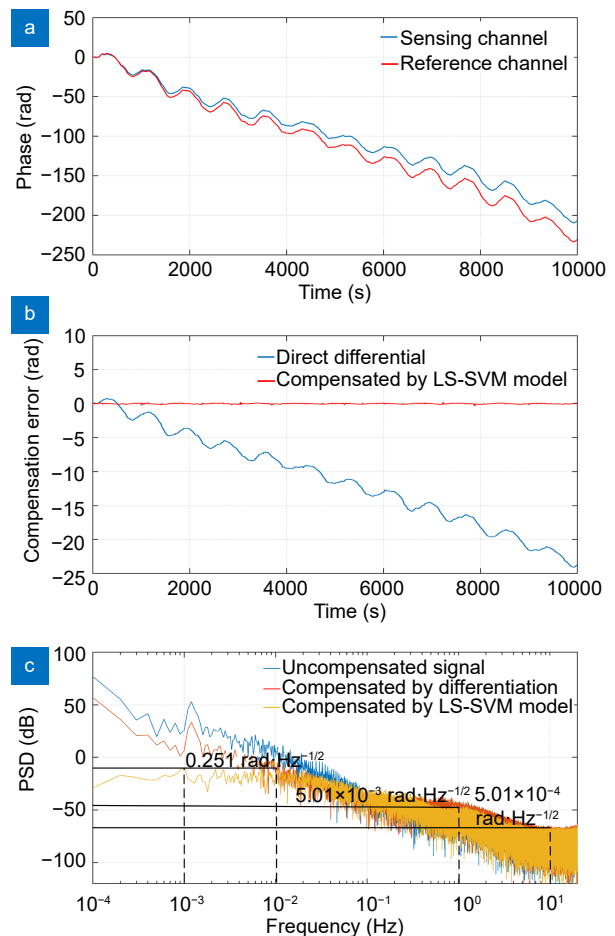 a
50
0
−50
−100
−150
−200
−250
Phase (rad)
Sensing channel
Reference channel
0 2000 4000 6000 8000 10000
Time (s)
b
10
5
0
−5
−10
−15
−20
−25
Compensation error (rad)
Direct differential
Compensated by LS-SVM model
0 2000 4000 6000 8000 10000
Time (s)
c
100
50
0
−50
−100
PSD (dB)
Uncompensated signal
Compensated by differentiation
Compensated by LS-SVM model
0.251 rad·Hz⁻¹ᐟ²
5.01×10⁻³ rad·Hz⁻¹ᐟ² 5.01×10⁻⁴
rad·Hz⁻¹ᐟ²
10⁻⁴ 10⁻³ 10⁻² 10⁻¹ 10⁰ 10¹
Frequency (Hz)